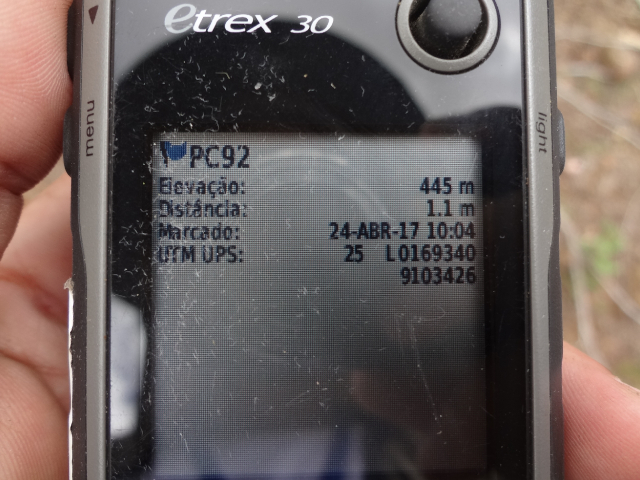 etrex 30
menu
light
PC92
Elevação: 445 m
Distância: 1.1 m
Marcado: 24-ABR-17 10:04
UTM UPS: 25 L 0169340
9103426